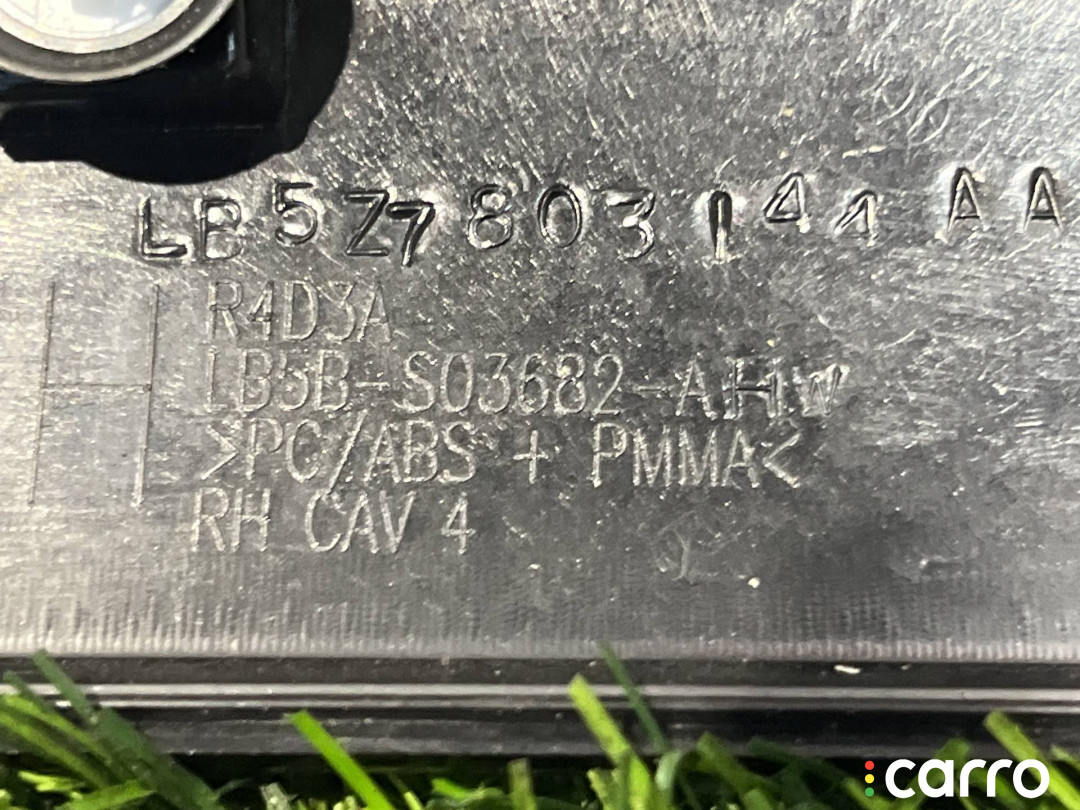 LB5Z7803144AA
R4D3A
LB5B-S03682-AHW
>PC/ABS + PMMA<
RH CAV 4
carro